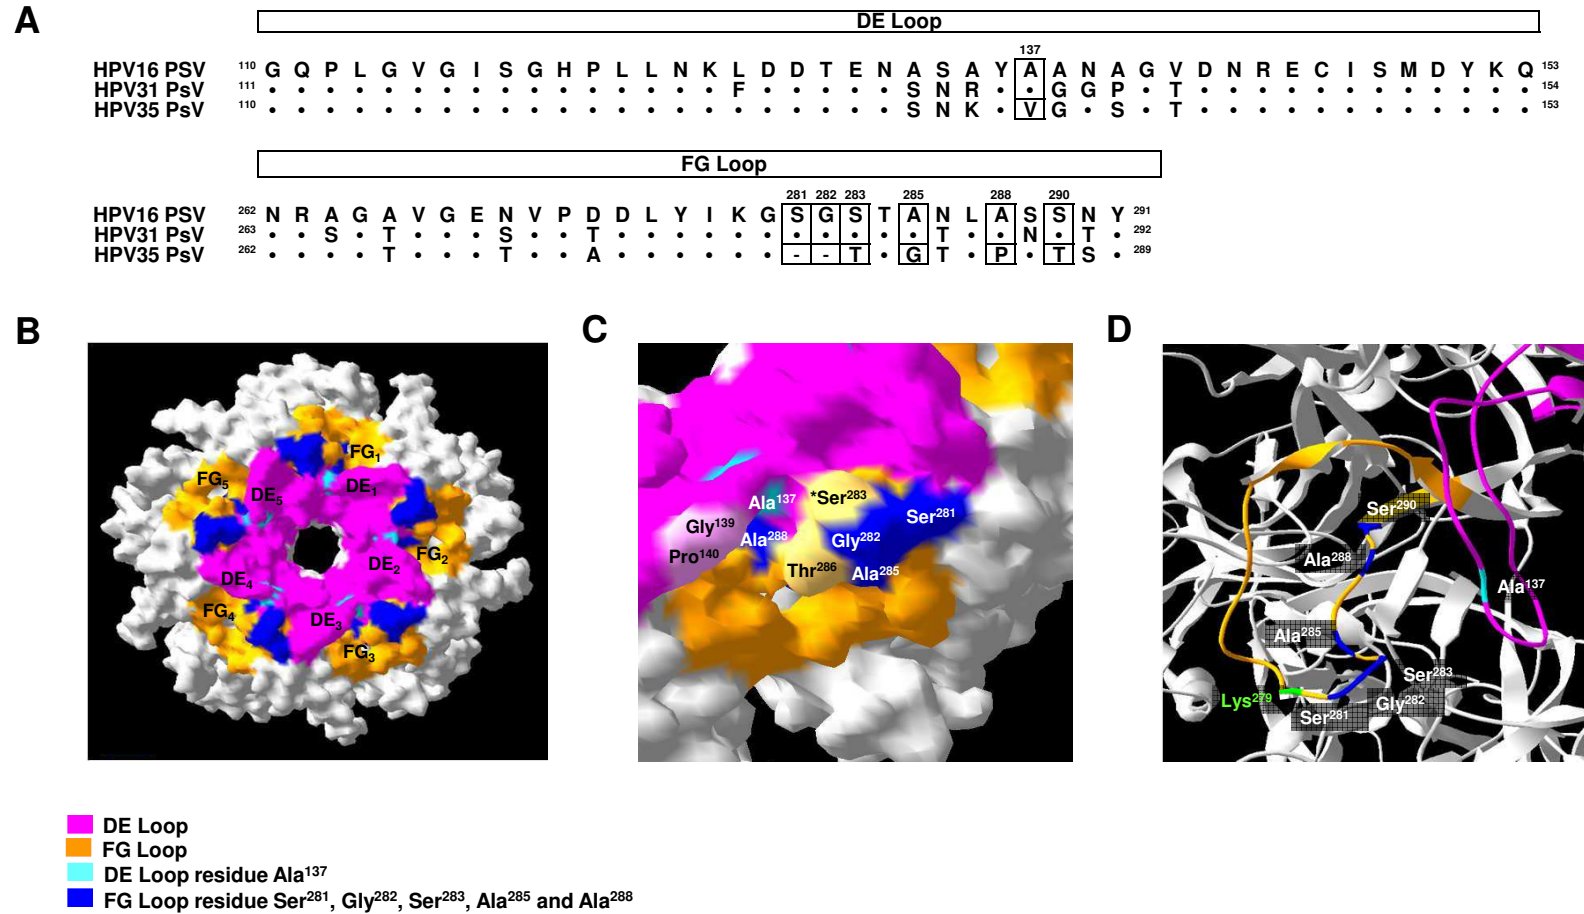 A
DE Loop
137
HPV16 PSV 110 G Q P L G V G I S G H P L L N K L D D T E N A S A Y A A N A G V D N R E C I S M D Y K Q 153
HPV31 PsV 111 • • • • • • • • • • • • • • • • F • • • • • S N R • • G G P • T • • • • • • • • • • • • 154
HPV35 PsV 110 • • • • • • • • • • • • • • • • • • • • • • S N K • V G • S • T • • • • • • • • • • • • 153
FG Loop
281 282 283 285 288 290
HPV16 PSV 262 N R A G A V G E N V P D D L Y I K G S G S T A N L A S S N Y 291
HPV31 PsV 263 • • S • T • • • S • • T • • • • • • • • • • • T • • N • T • 292
HPV35 PsV 262 • • • • T • • • T • • A • • • • • • - - T • G T • P • T S • 289
B
FG1
FG5
DE5
DE1
FG2
DE2
DE4
FG4
DE3
FG3
C
Ala137
*Ser283
Ser281
Gly139
Ala288
Gly282
Pro140
Thr286
Ala285
D
Ser290
Ala288
Ala137
Ala285
Ser283
Lys279
Gly282
Ser281
DE Loop
FG Loop
DE Loop residue Ala137
FG Loop residue Ser281, Gly282, Ser283, Ala285 and Ala288